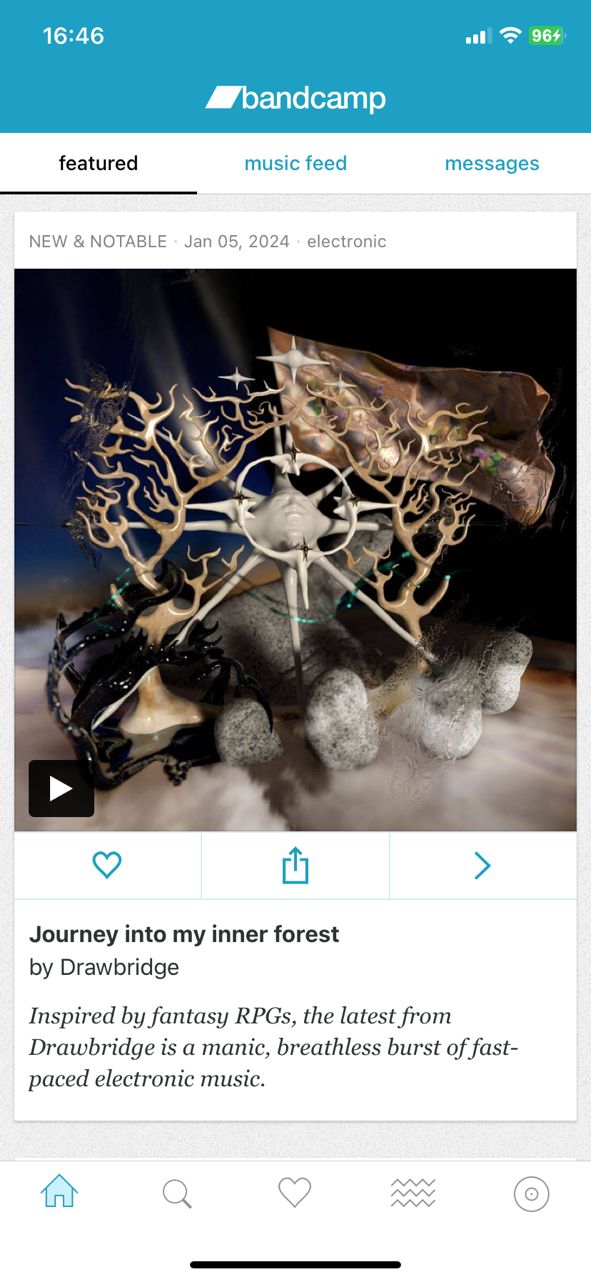 16:46
96
bandcamp
featured
music feed
messages
NEW & NOTABLE · Jan 05, 2024 · electronic
Journey into my inner forest
by Drawbridge
Inspired by fantasy RPGs, the latest from
Drawbridge is a manic, breathless burst of fast-
paced electronic music.